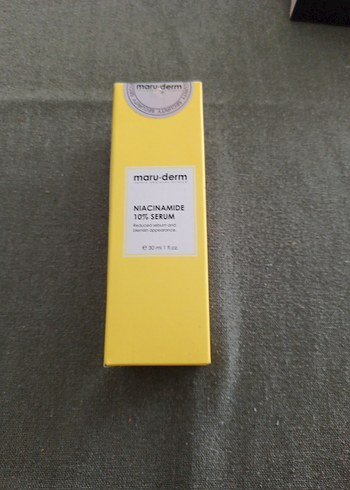 maru·derm
maru·derm
NIACINAMIDE
10% SERUM
Reduced sebum and
blemish appearance
℮ 30 ml 1 fl oz.